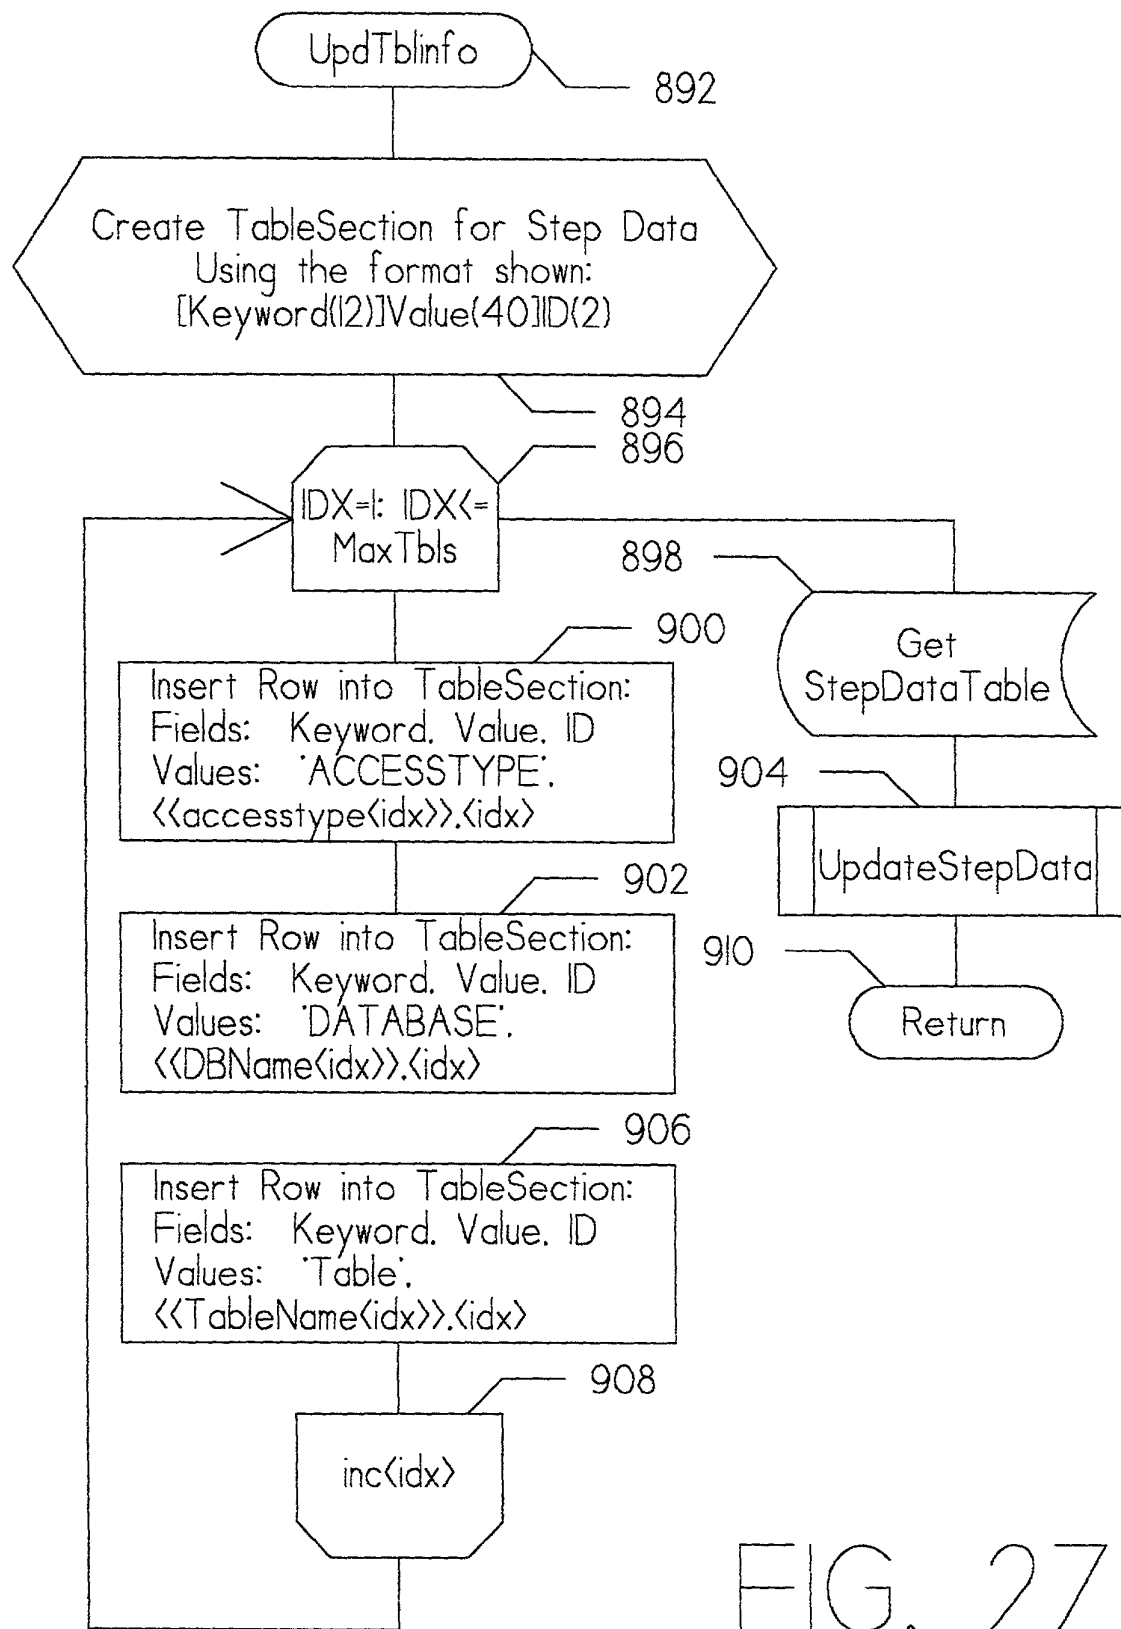 UpdTblinfo
892
Create TableSection for Step Data
Using the format shown:
[Keyword(12)]Value(40]ID(2)
894
896
IDX=1: IDX<=
MaxTbls
898
Get
StepDataTable
900
Insert Row into TableSection:
Fields: Keyword, Value, ID
Values: 'ACCESSTYPE',
<<accesstype<idx>>,<idx>
904
UpdateStepData
902
Insert Row into TableSection:
Fields: Keyword, Value, ID
Values: 'DATABASE',
<<DBName<idx>>,<idx>
910
Return
906
Insert Row into TableSection:
Fields: Keyword, Value, ID
Values: 'Table',
<<TableName<idx>>,<idx>
908
inc<idx>
FIG. 27